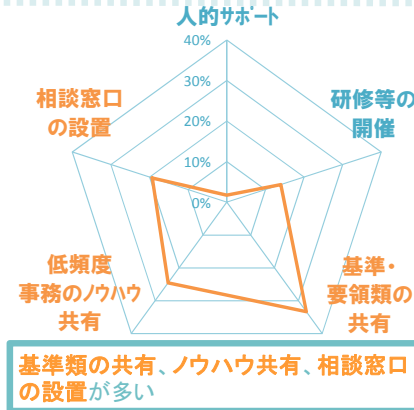 人的サポート
40%
30%
20%
10%
0%
相談窓口
の設置
研修等の
開催
低頻度
事務のノウハウ
共有
基準・
要領類の
共有
基準類の共有、ノウハウ共有、相談窓口
の設置が多い